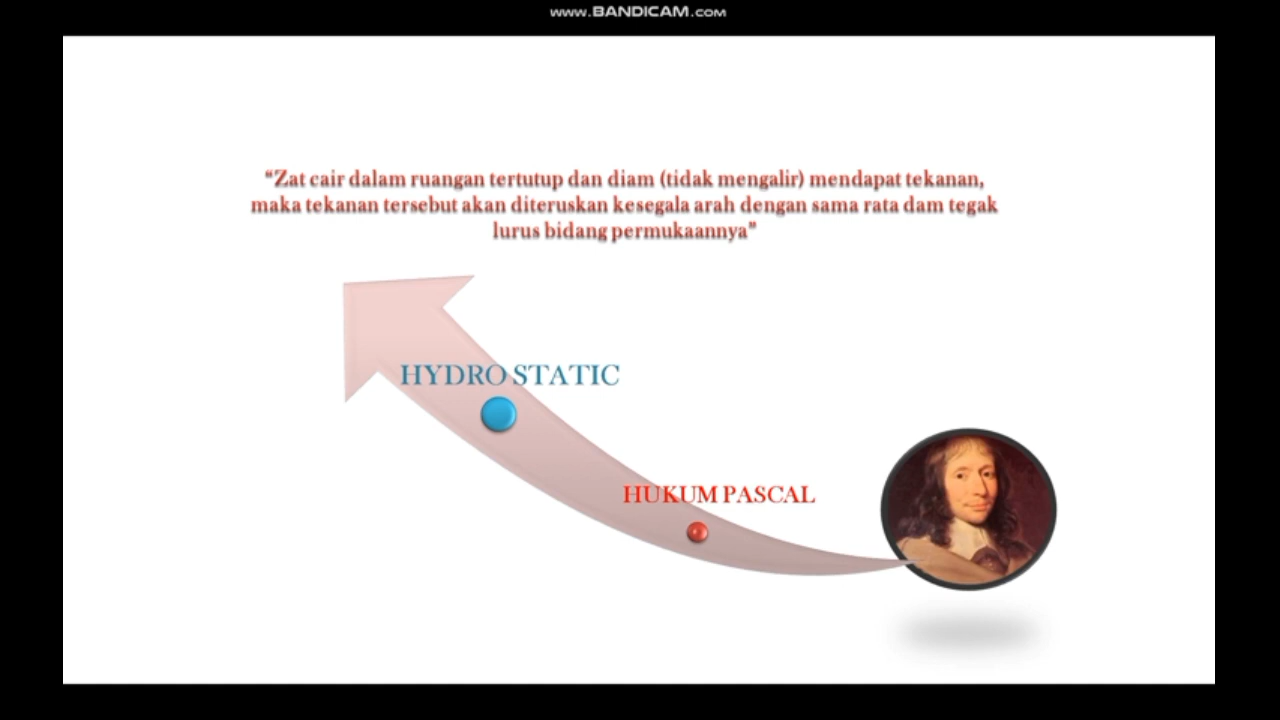 www.BANDICAM.com
“Zat cair dalam ruangan tertutup dan diam (tidak mengalir) mendapat tekanan,
maka tekanan tersebut akan diteruskan kesegala arah dengan sama rata dam tegak
lurus bidang permukaannya”
HYDRO STATIC
HUKUM PASCAL